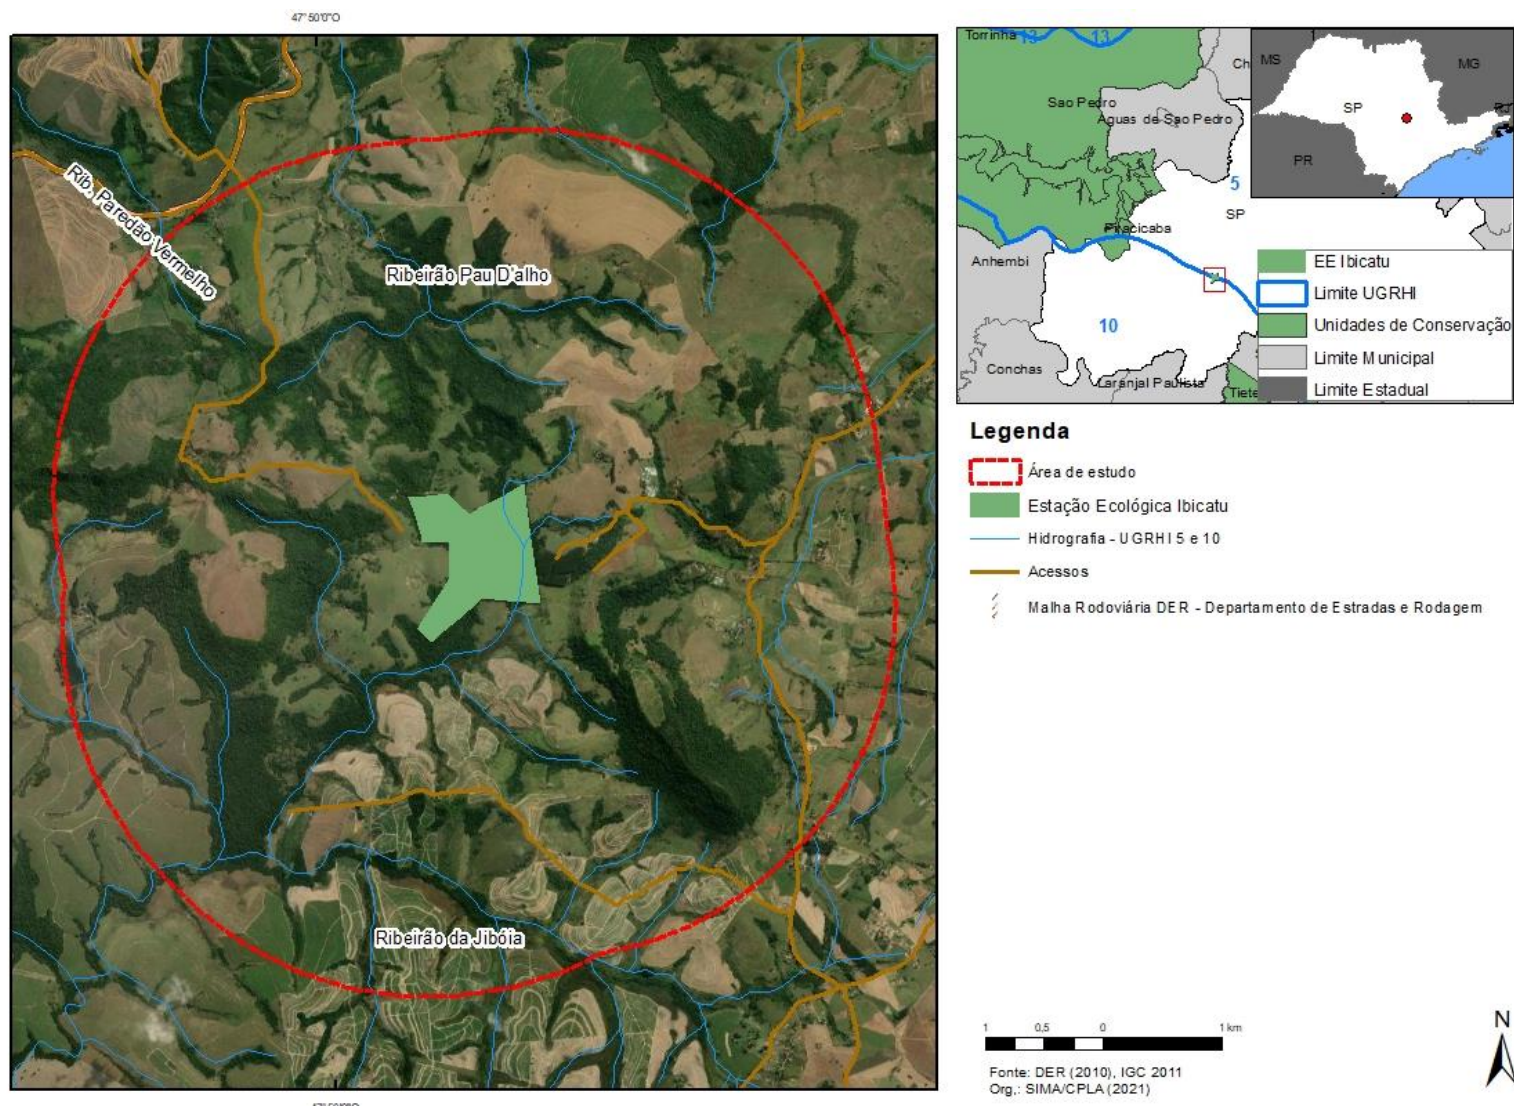 47°50'0"O
Rib. Paredão Vermelho
Ribeirão Pau D'alho
Ribeirão da Jibóia
Torrinha
13
13
Ch
Sao Pedro
Aguas de Sao Pedro
5
SP
Piracicaba
Anhembi
10
Conchas
Laranjal Paulista
Tiete
MS
MG
SP
RJ
PR
EE Ibicatu
Limite UGRHI
Unidades de Conservação
Limite Municipal
Limite Estadual
Legenda
Área de estudo
Estação Ecológica Ibicatu
Hidrografia - UGRHI 5 e 10
Acessos
Malha Rodoviária DER - Departamento de Estradas e Rodagem
1 0,5 0 1 km
Fonte: DER (2010), IGC 2011
Org,: SIMA/CPLA (2021)
N